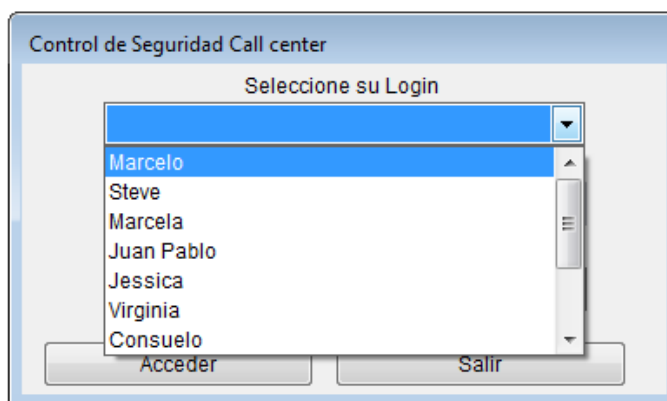 Control de Seguridad Call center
Seleccione su Login
Marcelo
Steve
Marcela
Juan Pablo
Jessica
Virginia
Consuelo
Acceder
Salir